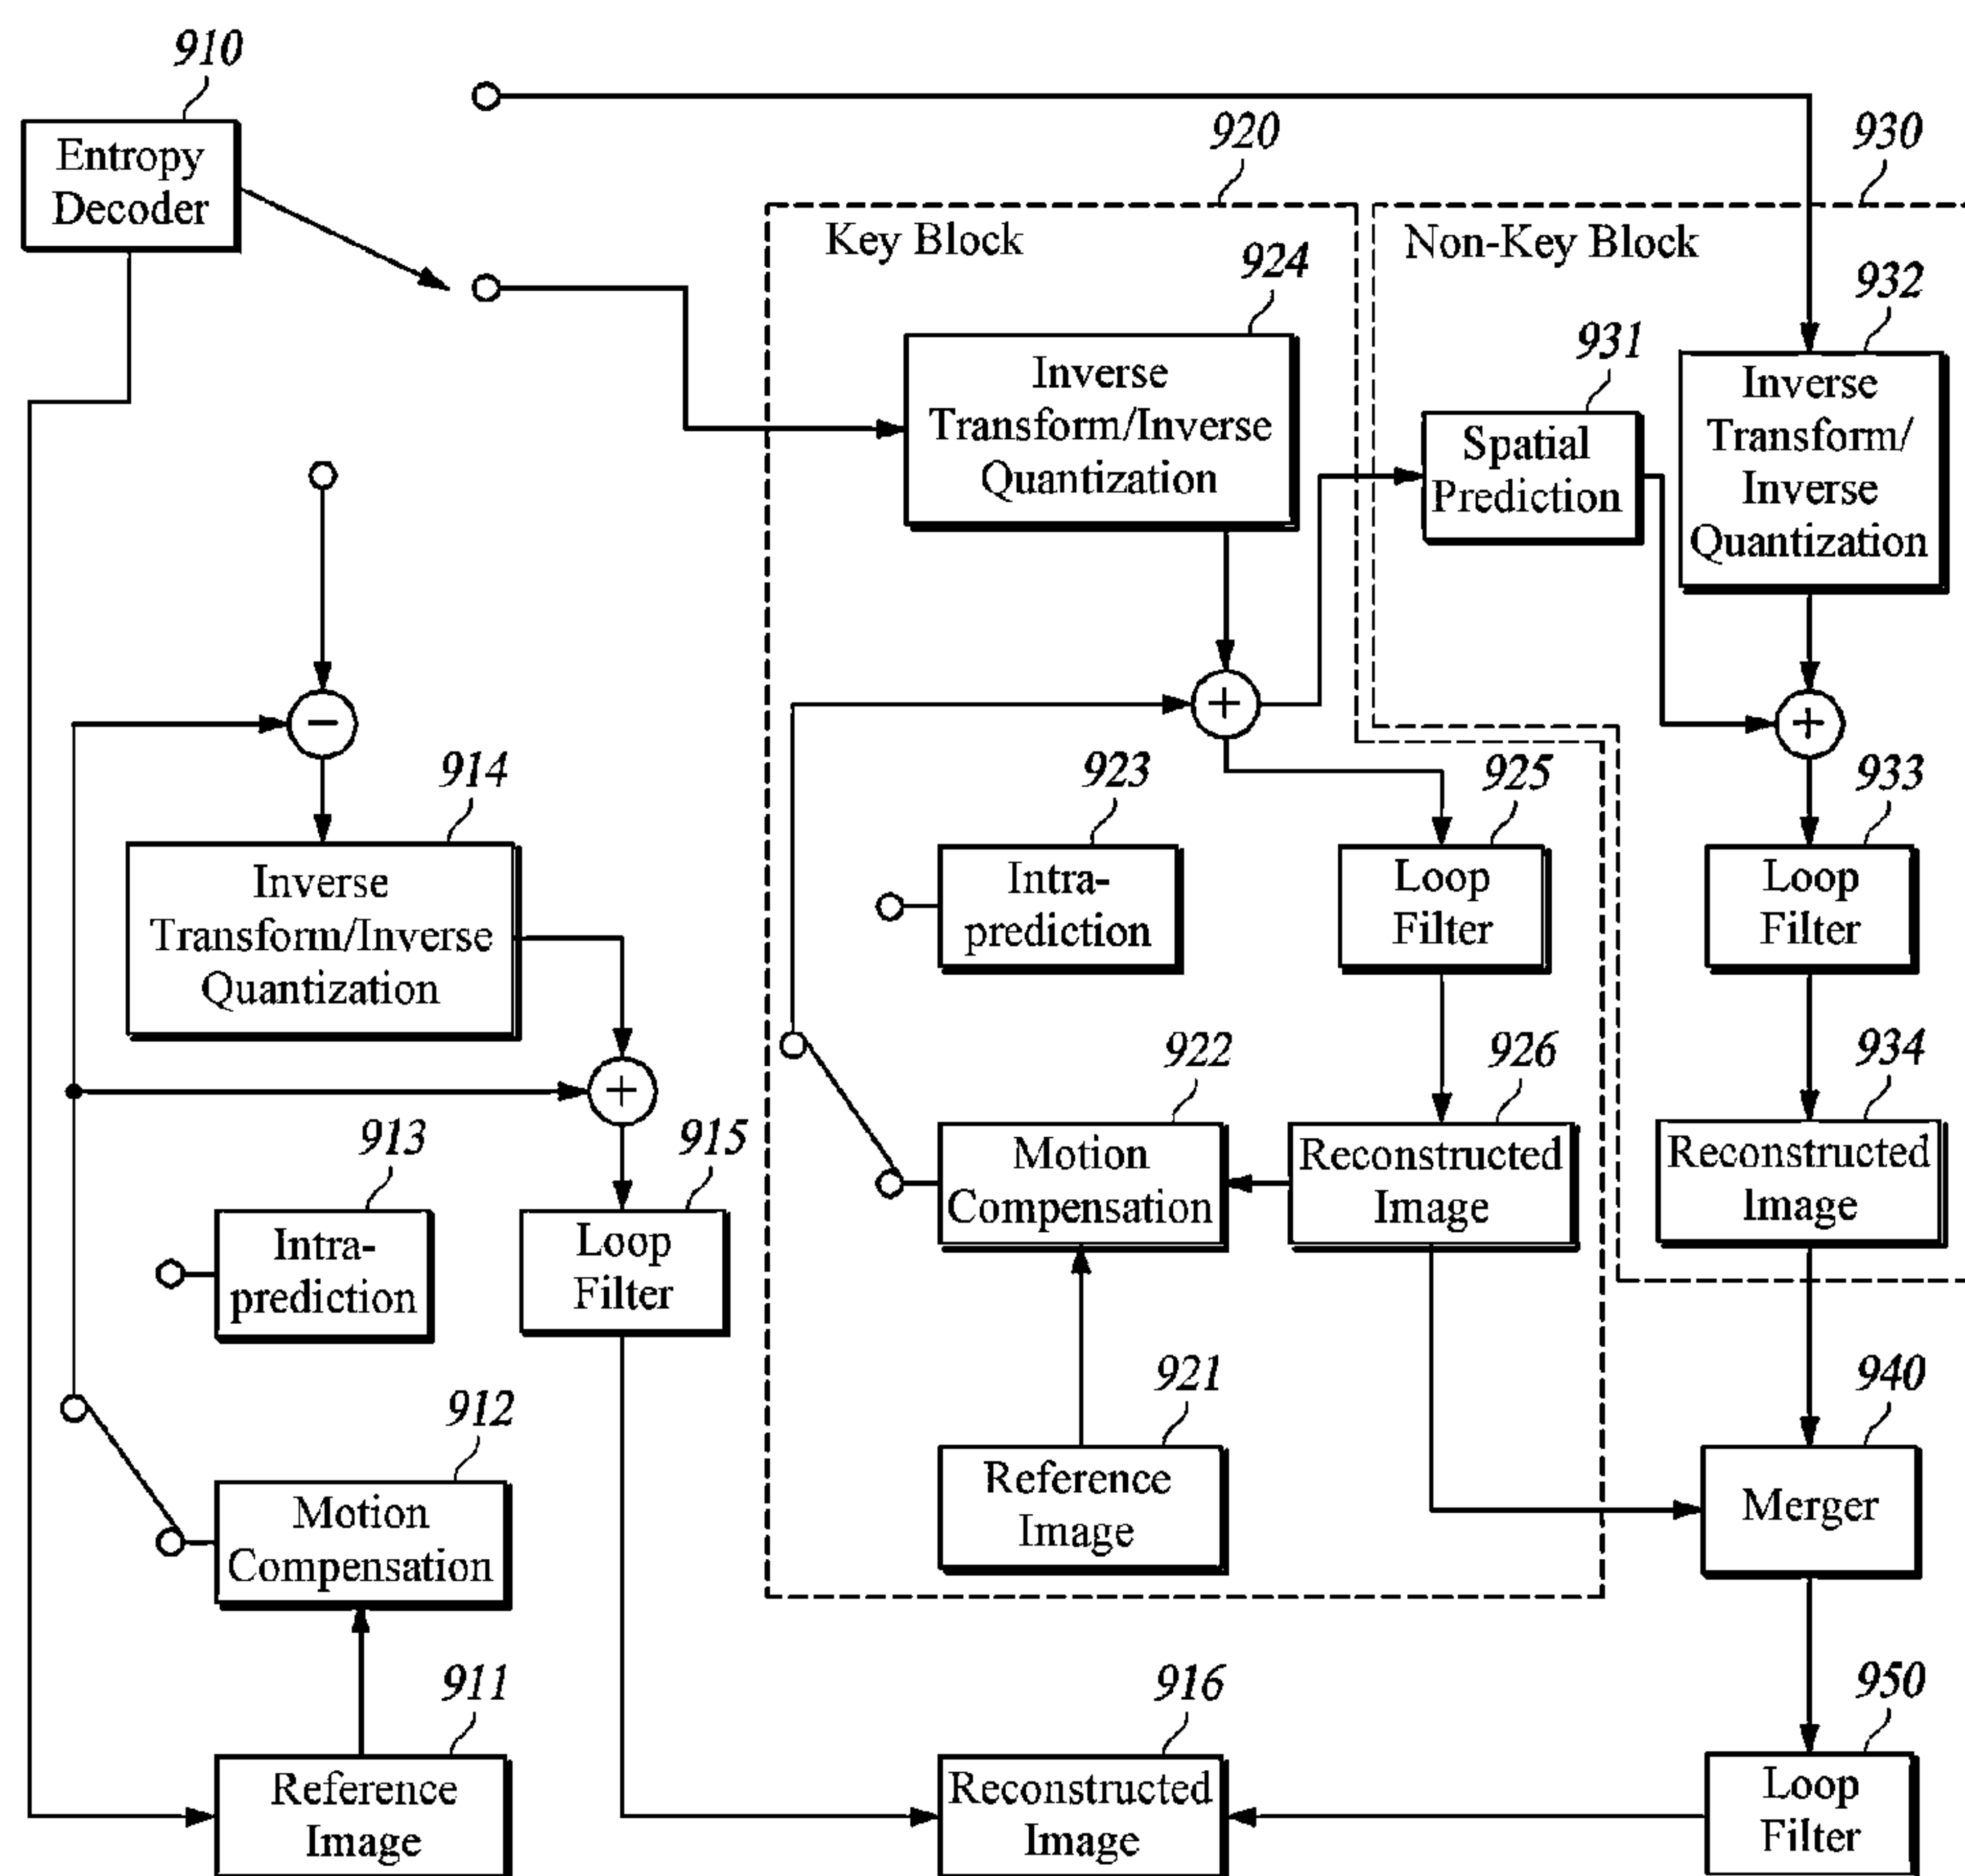 910
Entropy
Decoder
920
930
Key Block
Non-Key Block
924
Inverse
Transform/Inverse
Quantization
931
Spatial
Prediction
932
Inverse
Transform/
Inverse
Quantization
+
+
−
914
Inverse
Transform/Inverse
Quantization
923
Intra-
prediction
925
Loop
Filter
933
Loop
Filter
+
913
Intra-
prediction
915
Loop
Filter
922
Motion
Compensation
926
Reconstructed
Image
934
Reconstructed
Image
912
Motion
Compensation
921
Reference
Image
940
Merger
911
Reference
Image
916
Reconstructed
Image
950
Loop
Filter